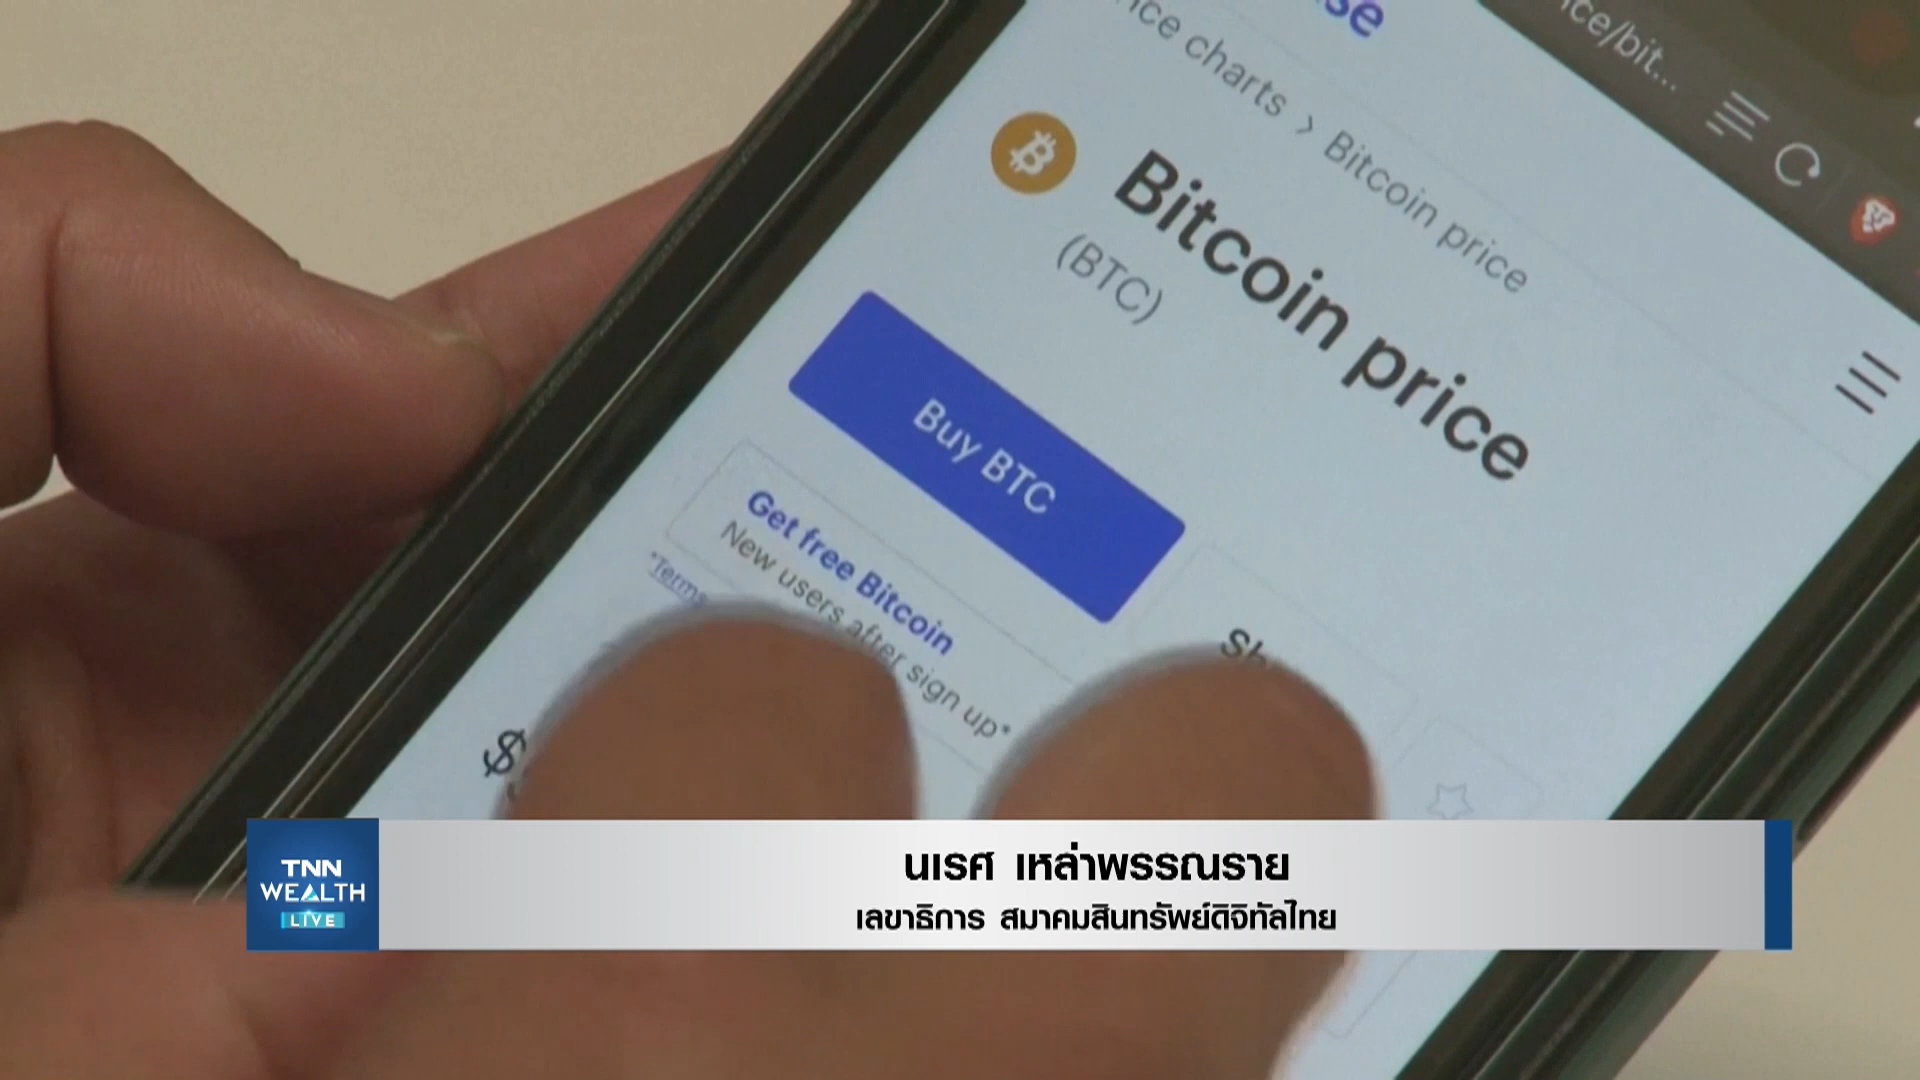 Bitcoin price
charts > Bitcoin price
Bitcoin price
(BTC)
Buy BTC
Get free Bitcoin
New users after sign up*
*Terms
$
TNN
WEALTH
LIVE
นเรศ เหล่าพรรณราย
เลขาธิการ สมาคมสินทรัพย์ดิจิทัลไทย